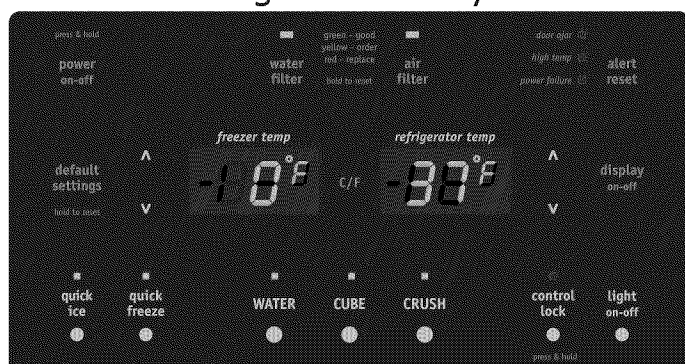 press & hold
power
on-off
water
filter
green - good
yellow - order
red - replace
hold to reset
air
filter
door ajar
high temp
power failure
alert
reset
freezer temp
refrigerator temp
default
settings
hold to reset
0°F
C/F
37°F
display
on-off
quick
ice
quick
freeze
WATER
CUBE
CRUSH
control
lock
press & hold
light
on-off